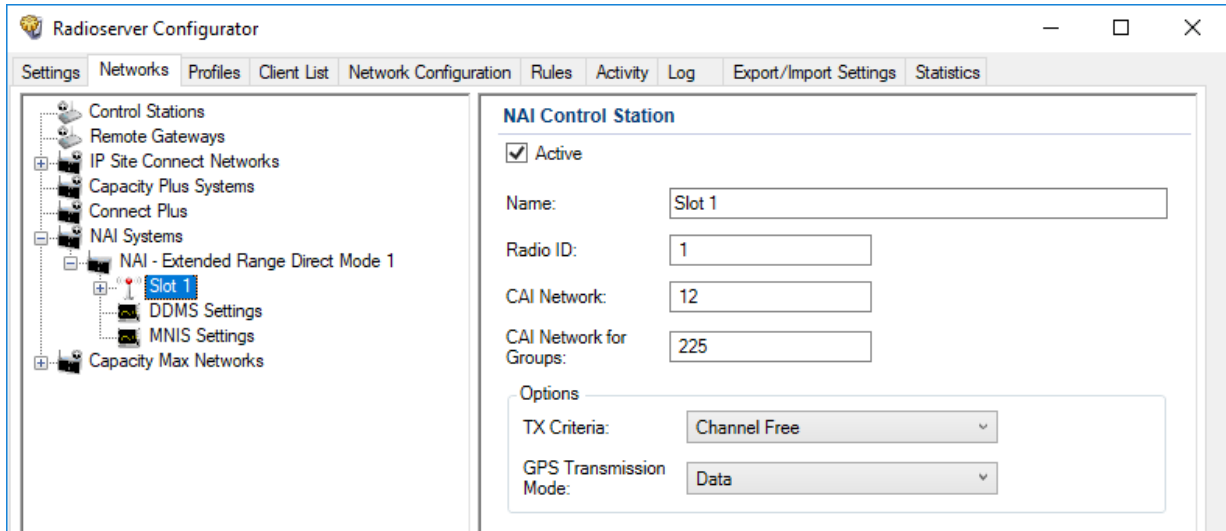 Radioserver Configurator
Settings Networks Profiles Client List Network Configuration Rules Activity Log Export/Import Settings Statistics
Control Stations
Remote Gateways
IP Site Connect Networks
Capacity Plus Systems
Connect Plus
NAI Systems
NAI - Extended Range Direct Mode 1
Slot 1
DDMS Settings
MNIS Settings
Capacity Max Networks
NAI Control Station
Active
Name: Slot 1
Radio ID: 1
CAI Network: 12
CAI Network for
Groups: 225
Options
TX Criteria: Channel Free
GPS Transmission
Mode: Data